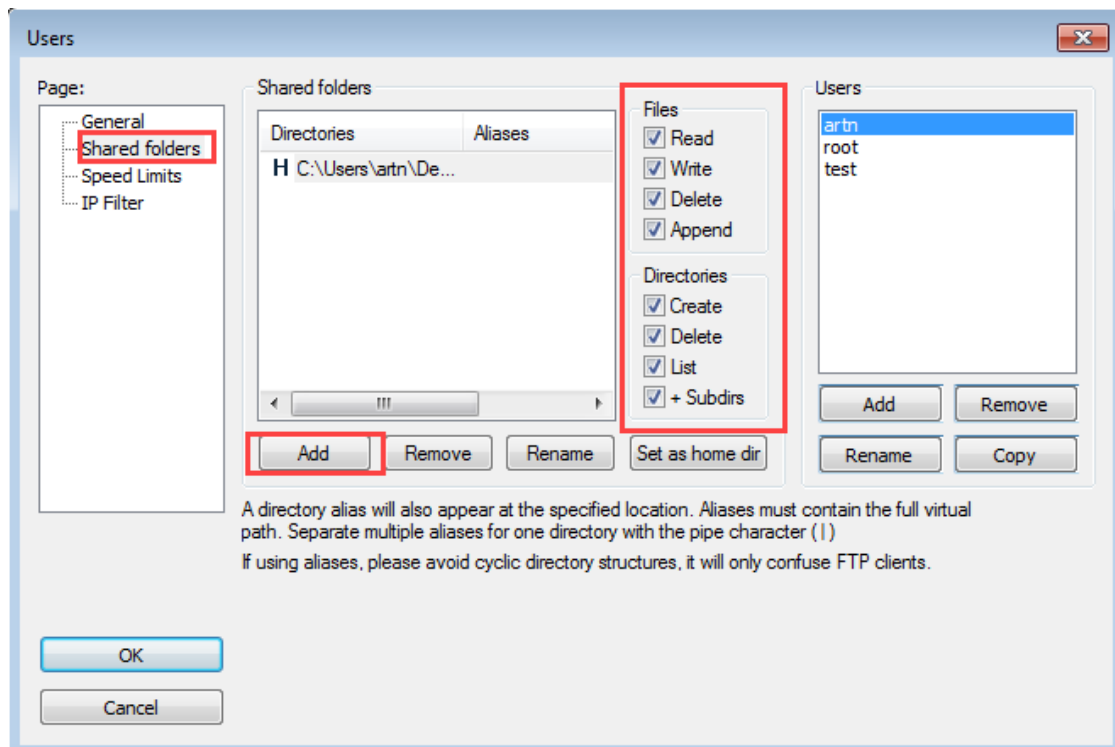 Users
Page:
General
Shared folders
Speed Limits
IP Filter
Shared folders
Directories Aliases
H C:\Users\artn\De...
Files
Read
Write
Delete
Append
Directories
Create
Delete
List
+ Subdirs
Add Remove Rename Set as home dir
Users
artn
root
test
Add Remove
Rename Copy
A directory alias will also appear at the specified location. Aliases must contain the full virtual
path. Separate multiple aliases for one directory with the pipe character (|)
If using aliases, please avoid cyclic directory structures, it will only confuse FTP clients.
OK
Cancel